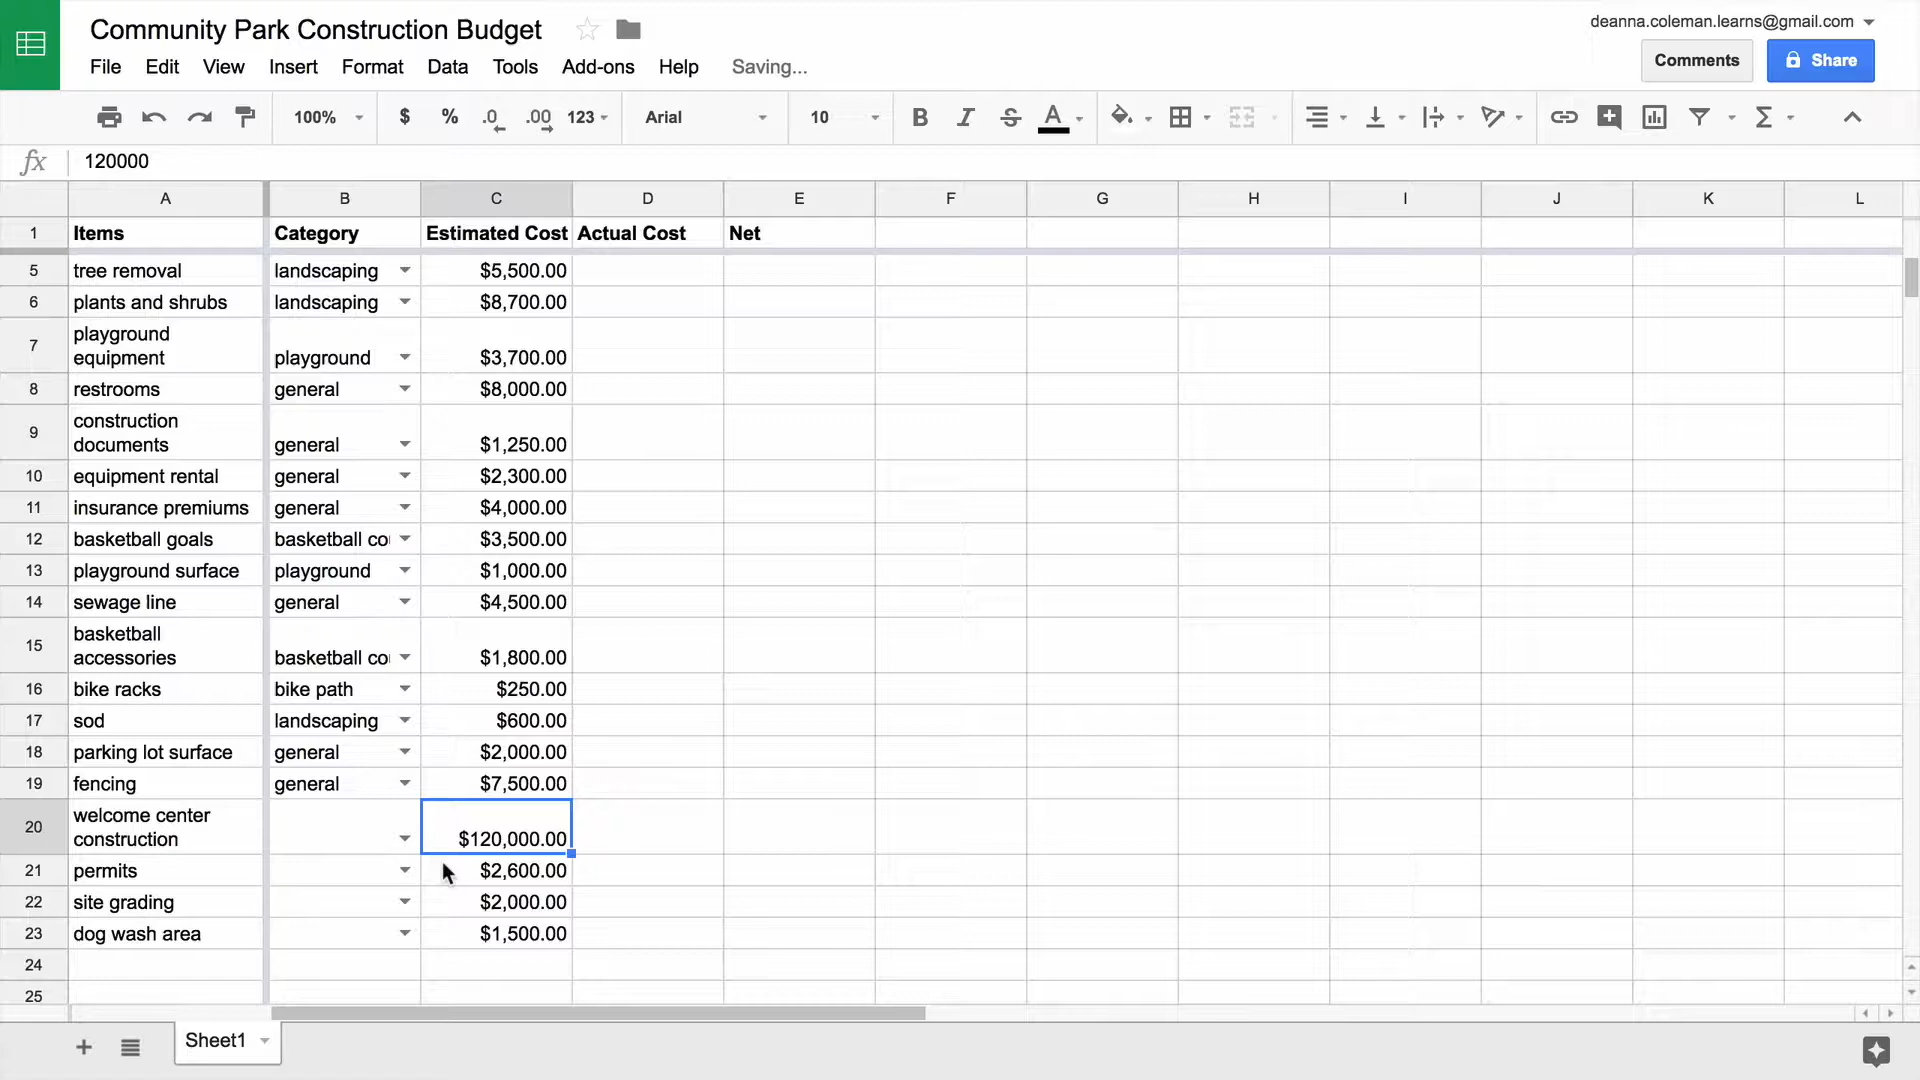 Community Park Construction Budget
deanna.coleman.learns@gmail.com
File Edit View Insert Format Data Tools Add-ons Help Saving...
Comments Share
100% $ % .0 .00 123 Arial 10 B I S A Σ
fx 120000
A B C D E F G H I J K L
1 Items Category Estimated Cost Actual Cost Net
5 tree removal landscaping $5,500.00
6 plants and shrubs landscaping $8,700.00
7 playground
equipment playground $3,700.00
8 restrooms general $8,000.00
9 construction
documents general $1,250.00
10 equipment rental general $2,300.00
11 insurance premiums general $4,000.00
12 basketball goals basketball co $3,500.00
13 playground surface playground $1,000.00
14 sewage line general $4,500.00
15 basketball
accessories basketball co $1,800.00
16 bike racks bike path $250.00
17 sod landscaping $600.00
18 parking lot surface general $2,000.00
19 fencing general $7,500.00
20 welcome center
construction $120,000.00
21 permits $2,600.00
22 site grading $2,000.00
23 dog wash area $1,500.00
24
25
Sheet1